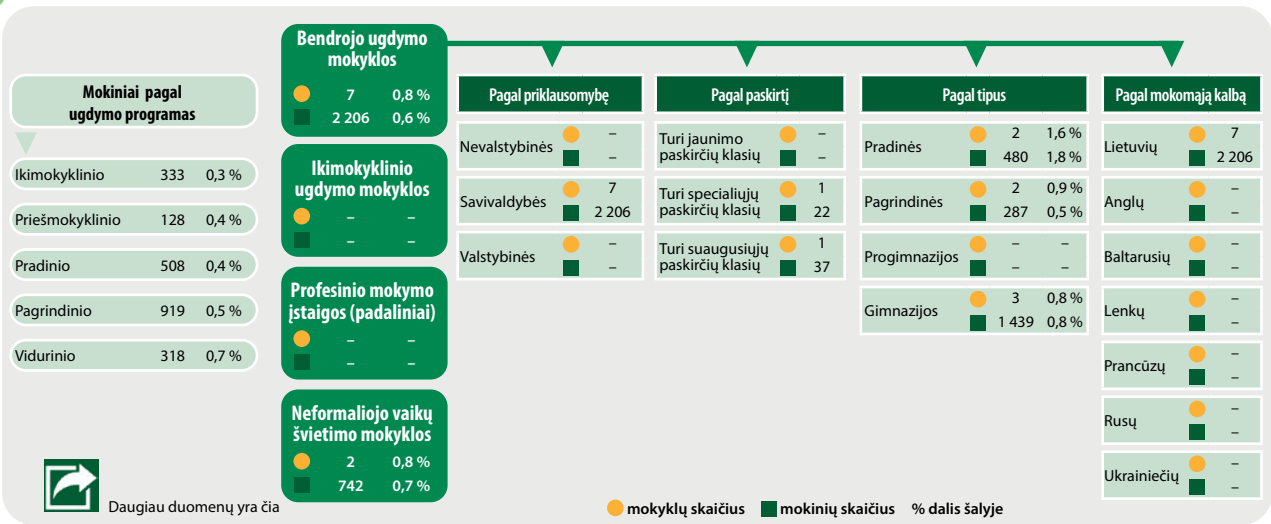 Mokiniai pagal
ugdymo programas
Ikimokyklinio 333 0,3 %
Priešmokyklinio 128 0,4 %
Pradinio 508 0,4 %
Pagrindinio 919 0,5 %
Vidurinio 318 0,7 %
Daugiau duomenų yra čia
Bendrojo ugdymo
mokyklos
7 0,8 %
2 206 0,6 %
Ikimokyklinio
ugdymo mokyklos
– –
– –
Profesinio mokymo
įstaigos (padaliniai)
– –
– –
Neformaliojo vaikų
švietimo mokyklos
2 0,8 %
742 0,7 %
Pagal priklausomybę
Nevalstybinės –
–
Savivaldybės 7
2 206
Valstybinės –
–
Pagal paskirtį
Turi jaunimo –
paskirčių klasių –
Turi specialiųjų 1
paskirčių klasių 22
Turi suaugusiųjų 1
paskirčių klasių 37
Pagal tipus
Pradinės 2 1,6 %
480 1,8 %
Pagrindinės 2 0,9 %
287 0,5 %
Progimnazijos – –
– –
Gimnazijos 3 0,8 %
1 439 0,8 %
Pagal mokomąją kalbą
Lietuvių 7
2 206
Anglų –
–
Baltarusių –
–
Lenkų –
–
Prancūzų –
–
Rusų –
–
Ukrainiečių –
–
mokyklų skaičius mokinių skaičius % dalis šalyje